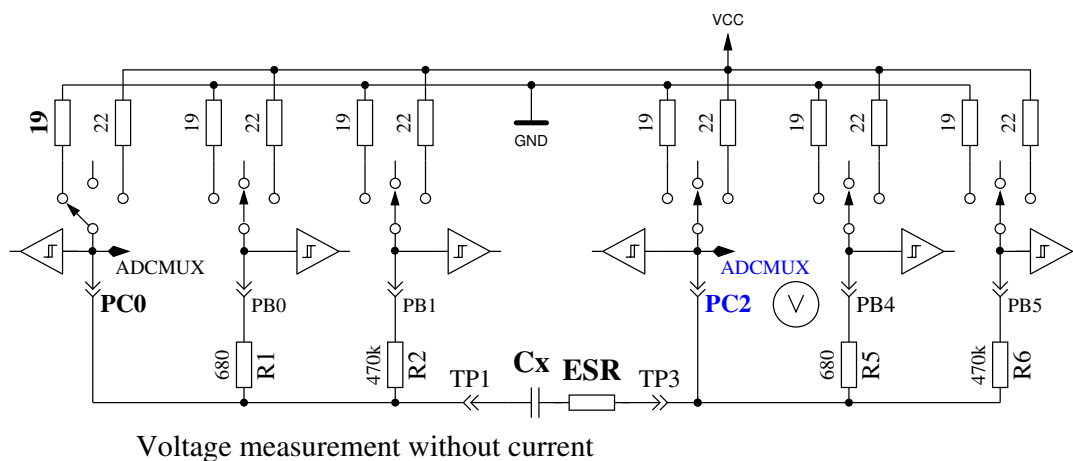 VCC
19 22 19 22 19 22 19 22 19 22 19 22
GND
ADCMUX ADCMUX
PC0 PB0 PB1 PC2 V PB4 PB5
680 R1 470k R2 680 R5 470k R6
TP1 Cx ESR TP3
Voltage measurement without current